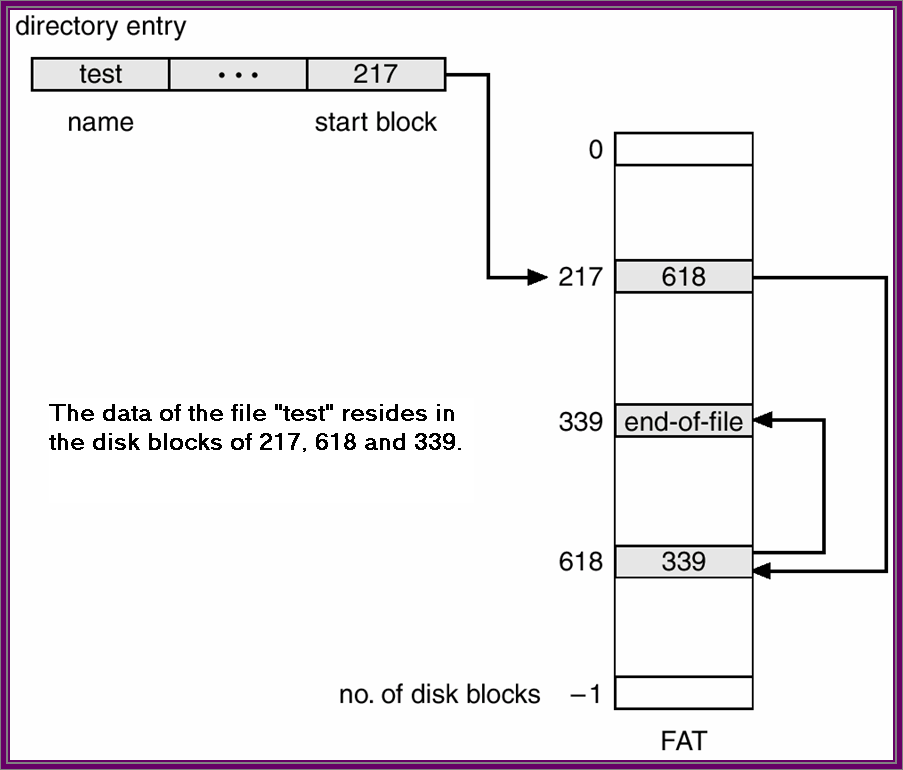 directory entry
test • • • 217
name start block
0
217 618
The data of the file "test" resides in
the disk blocks of 217, 618 and 339.
339 end-of-file
618 339
no. of disk blocks −1
FAT